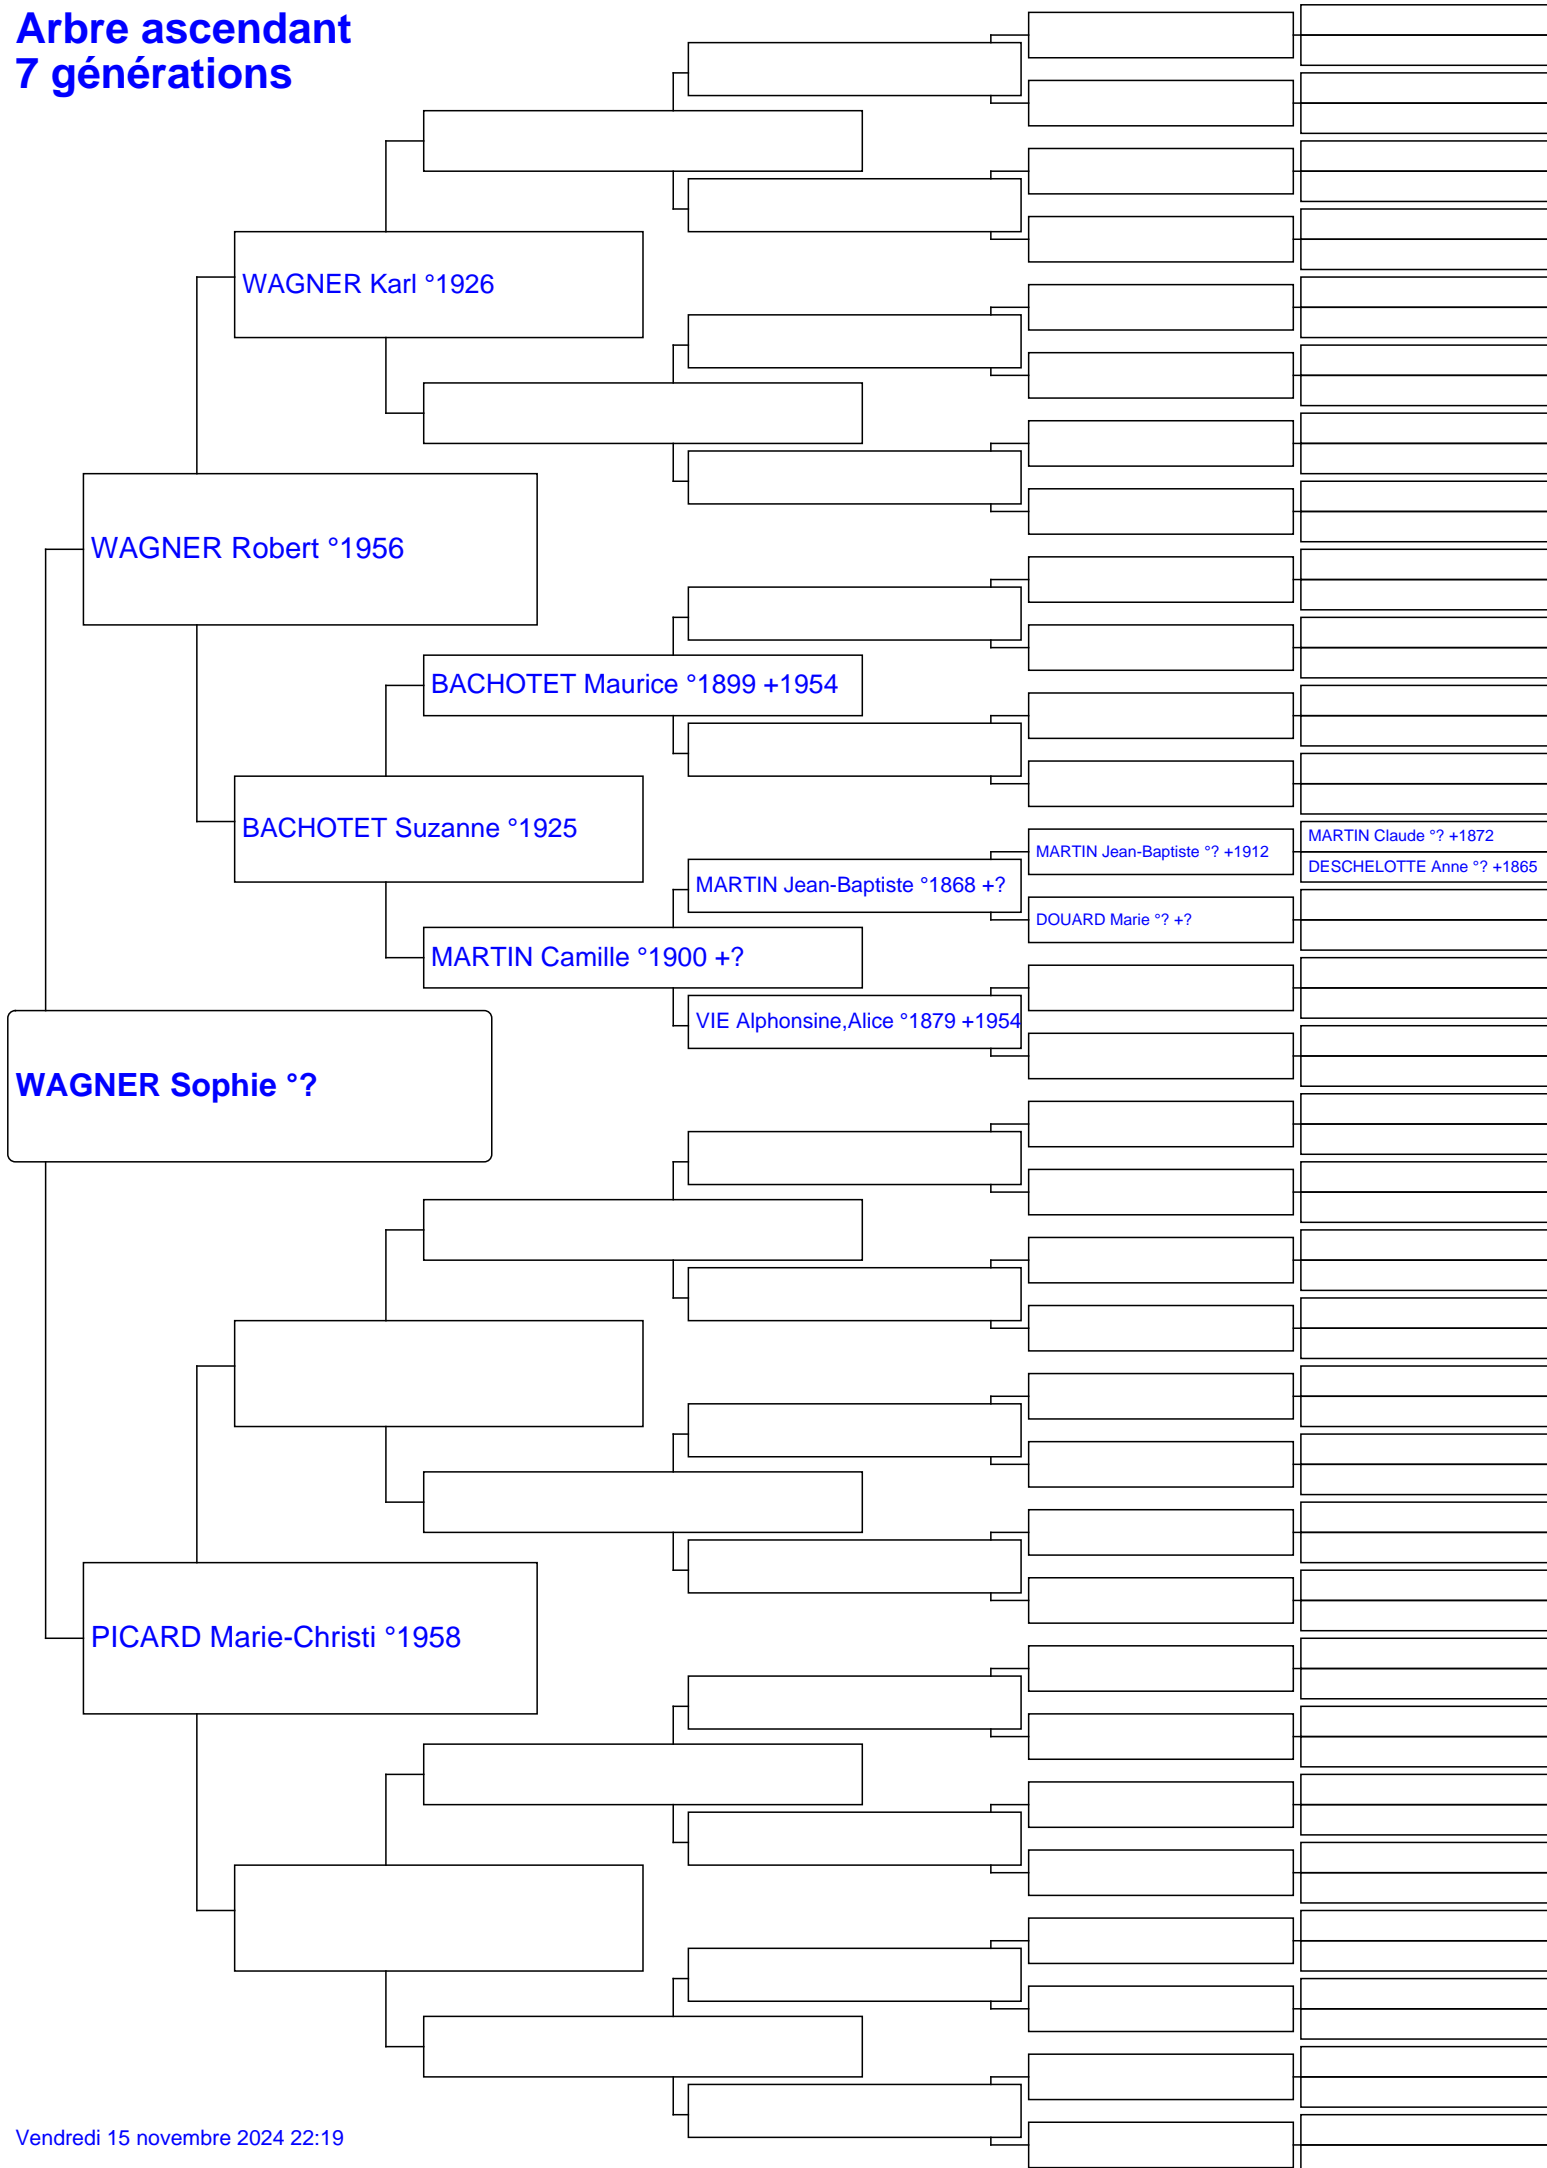 Arbre ascendant
7 générations
WAGNER Karl °1926
WAGNER Robert °1956
BACHOTET Maurice °1899 +1954
BACHOTET Suzanne °1925
MARTIN Claude °? +1872
MARTIN Jean-Baptiste °? +1912
DESCHELOTTE Anne °? +1865
MARTIN Jean-Baptiste °1868 +?
DOUARD Marie °? +?
MARTIN Camille °1900 +?
VIE Alphonsine,Alice °1879 +1954
WAGNER Sophie °?
PICARD Marie-Christi °1958
Vendredi 15 novembre 2024 22:19